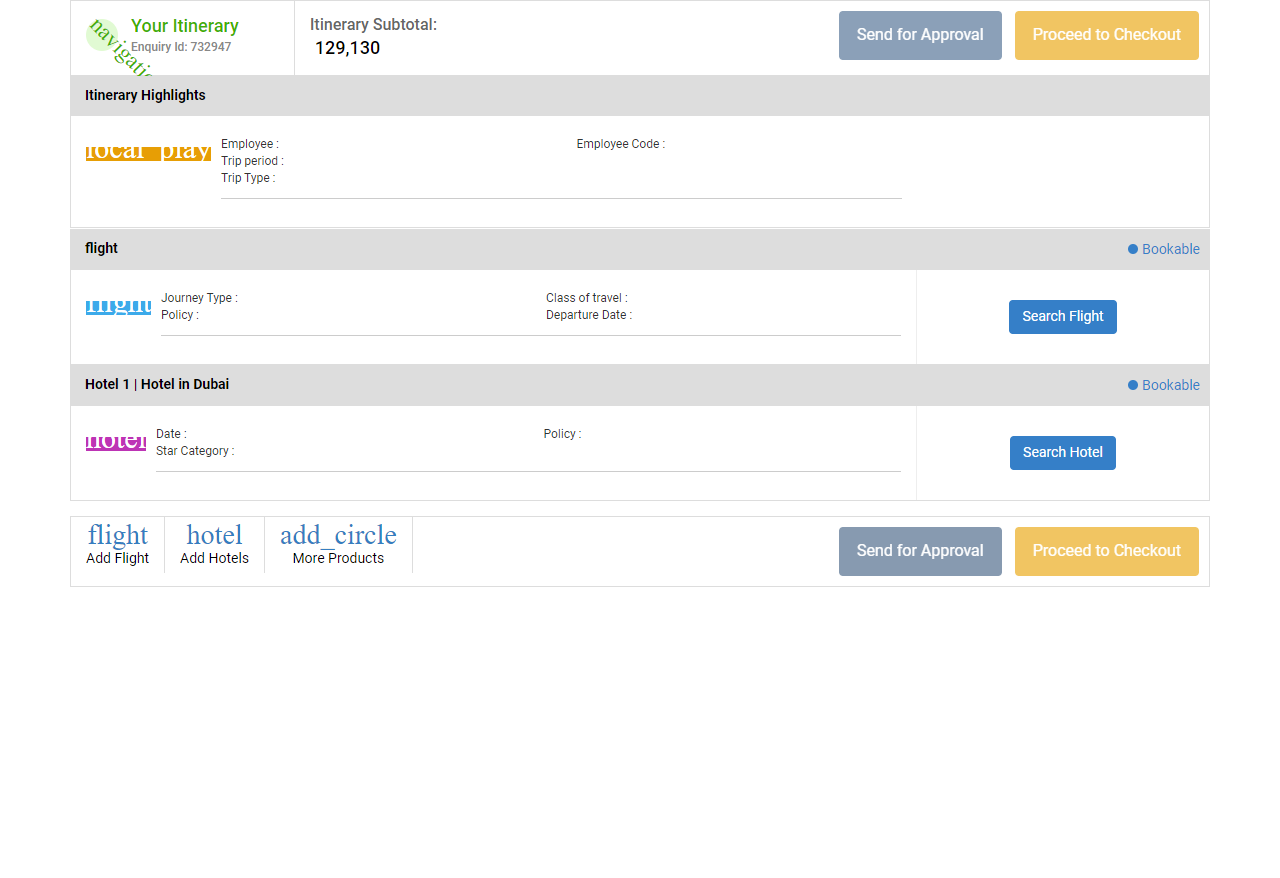 Your Itinerary
Enquiry Id: 732947
Itinerary Subtotal:
129,130
Send for Approval
Proceed to Checkout
Itinerary Highlights
Employee :
Employee Code :
Trip period :
Trip Type :
flight
Bookable
flight
Journey Type :
Class of travel :
Policy :
Departure Date :
Search Flight
Hotel 1 | Hotel in Dubai
Bookable
hotel
Date :
Policy :
Star Category :
Search Hotel
flight
Add Flight
hotel
Add Hotels
add_circle
More Products
Send for Approval
Proceed to Checkout